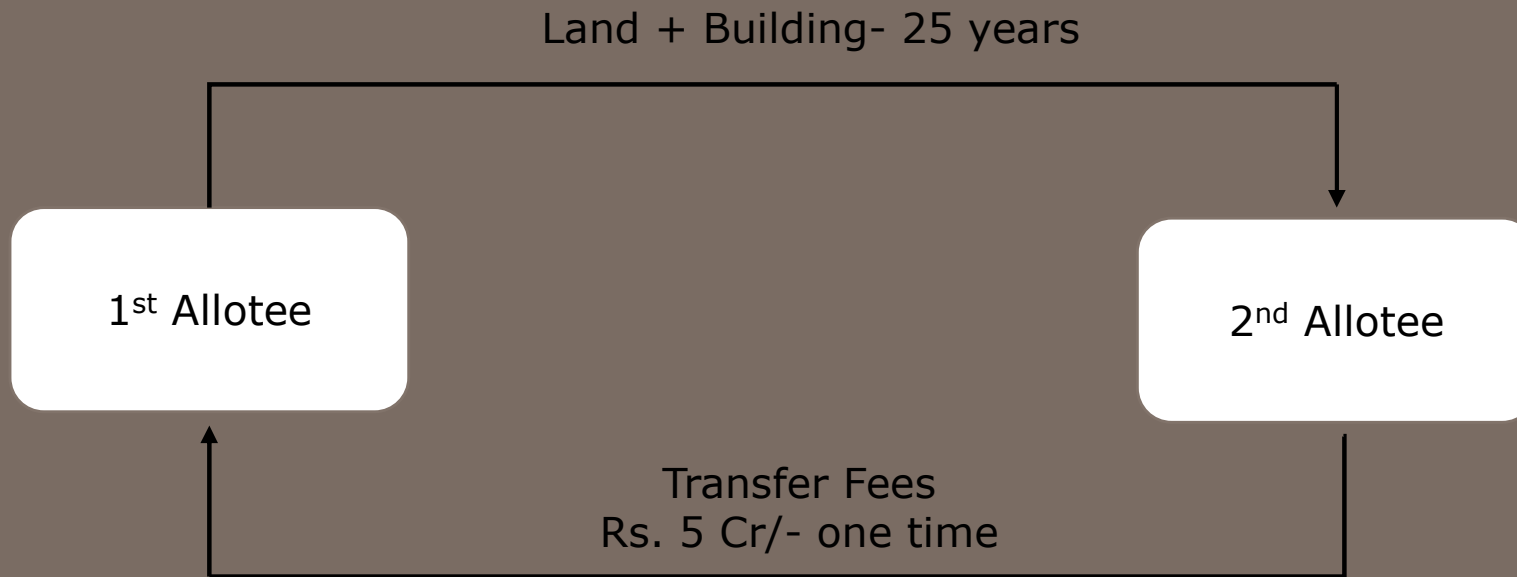 Land + Building- 25 years
1st Allotee
2nd Allotee
Transfer Fees
Rs. 5 Cr/- one time